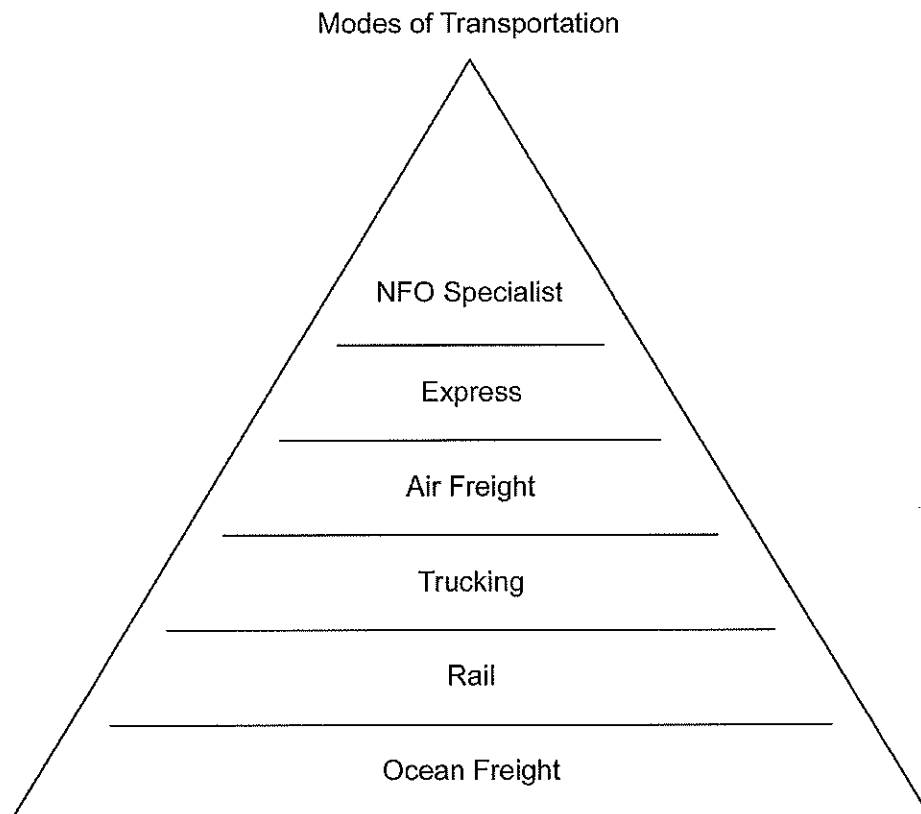 Modes of Transportation
NFO Specialist
Express
Air Freight
Trucking
Rail
Ocean Freight